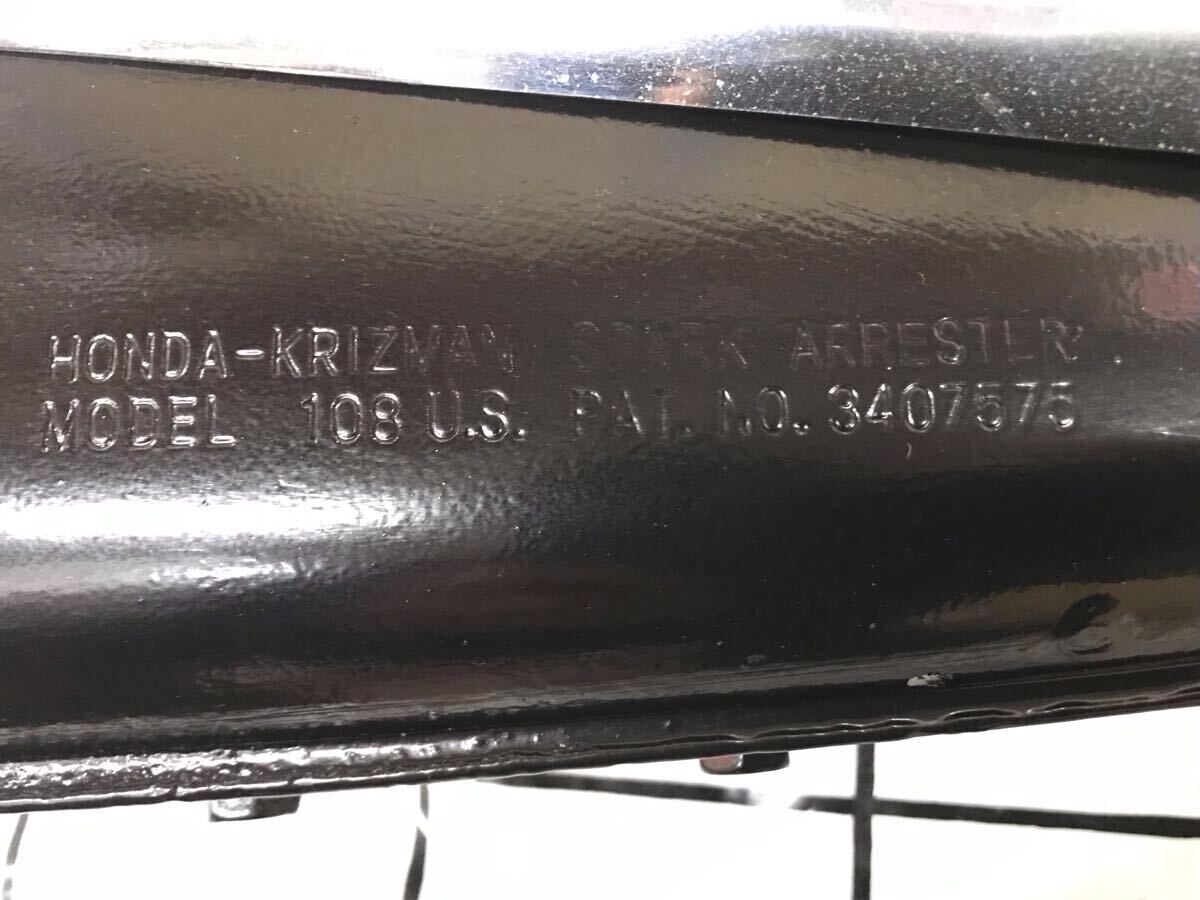 HONDA-KRIZMAN SPARK ARRESTER
MODEL 108 U.S. PAT. NO. 3407575